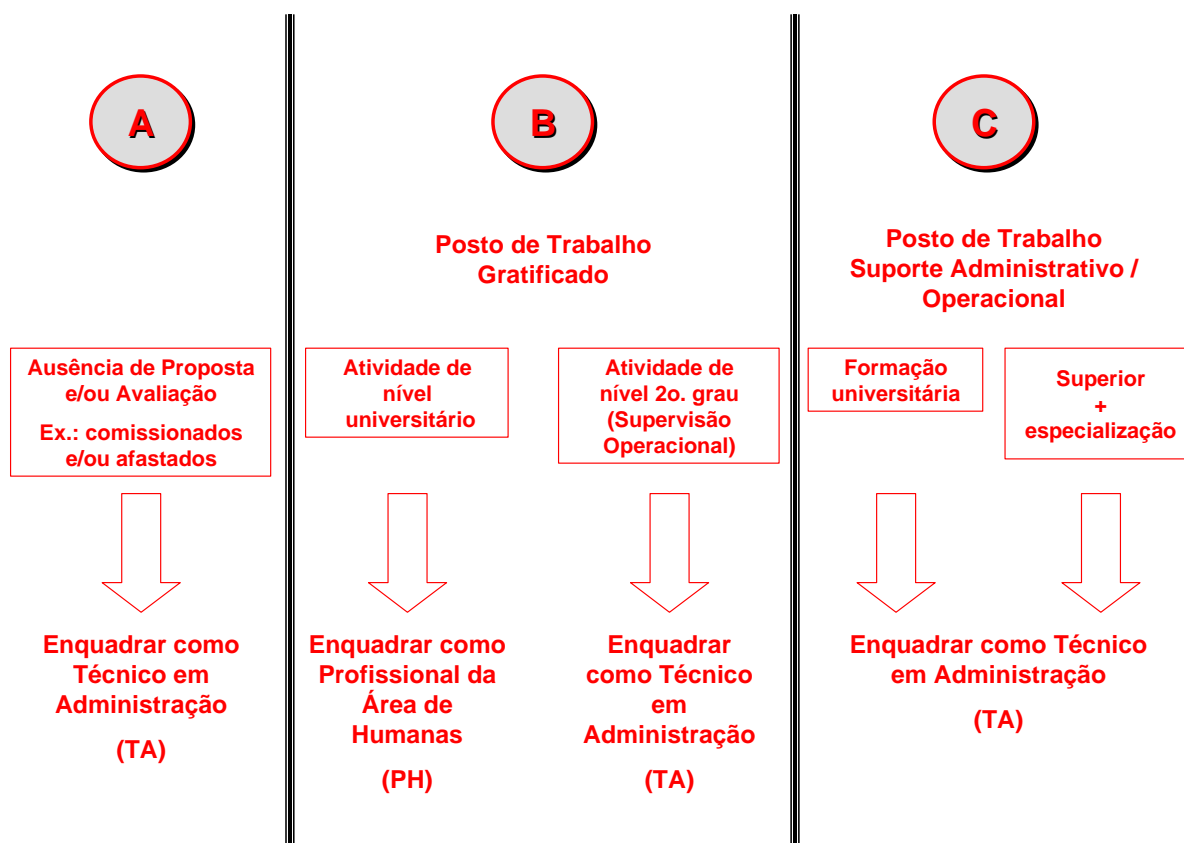 A
Ausência de Proposta
e/ou Avaliação
Ex.: comissionados
e/ou afastados
Enquadrar como
Técnico em
Administração
(TA)
B
Posto de Trabalho
Gratificado
Atividade de
nível
universitário
Enquadrar como
Profissional da
Área de
Humanas
(PH)
Atividade de
nível 2o. grau
(Supervisão
Operacional)
Enquadrar
como Técnico
em
Administração
(TA)
C
Posto de Trabalho
Suporte Administrativo /
Operacional
Formação
universitária
Superior
+
especialização
Enquadrar como Técnico
em Administração
(TA)